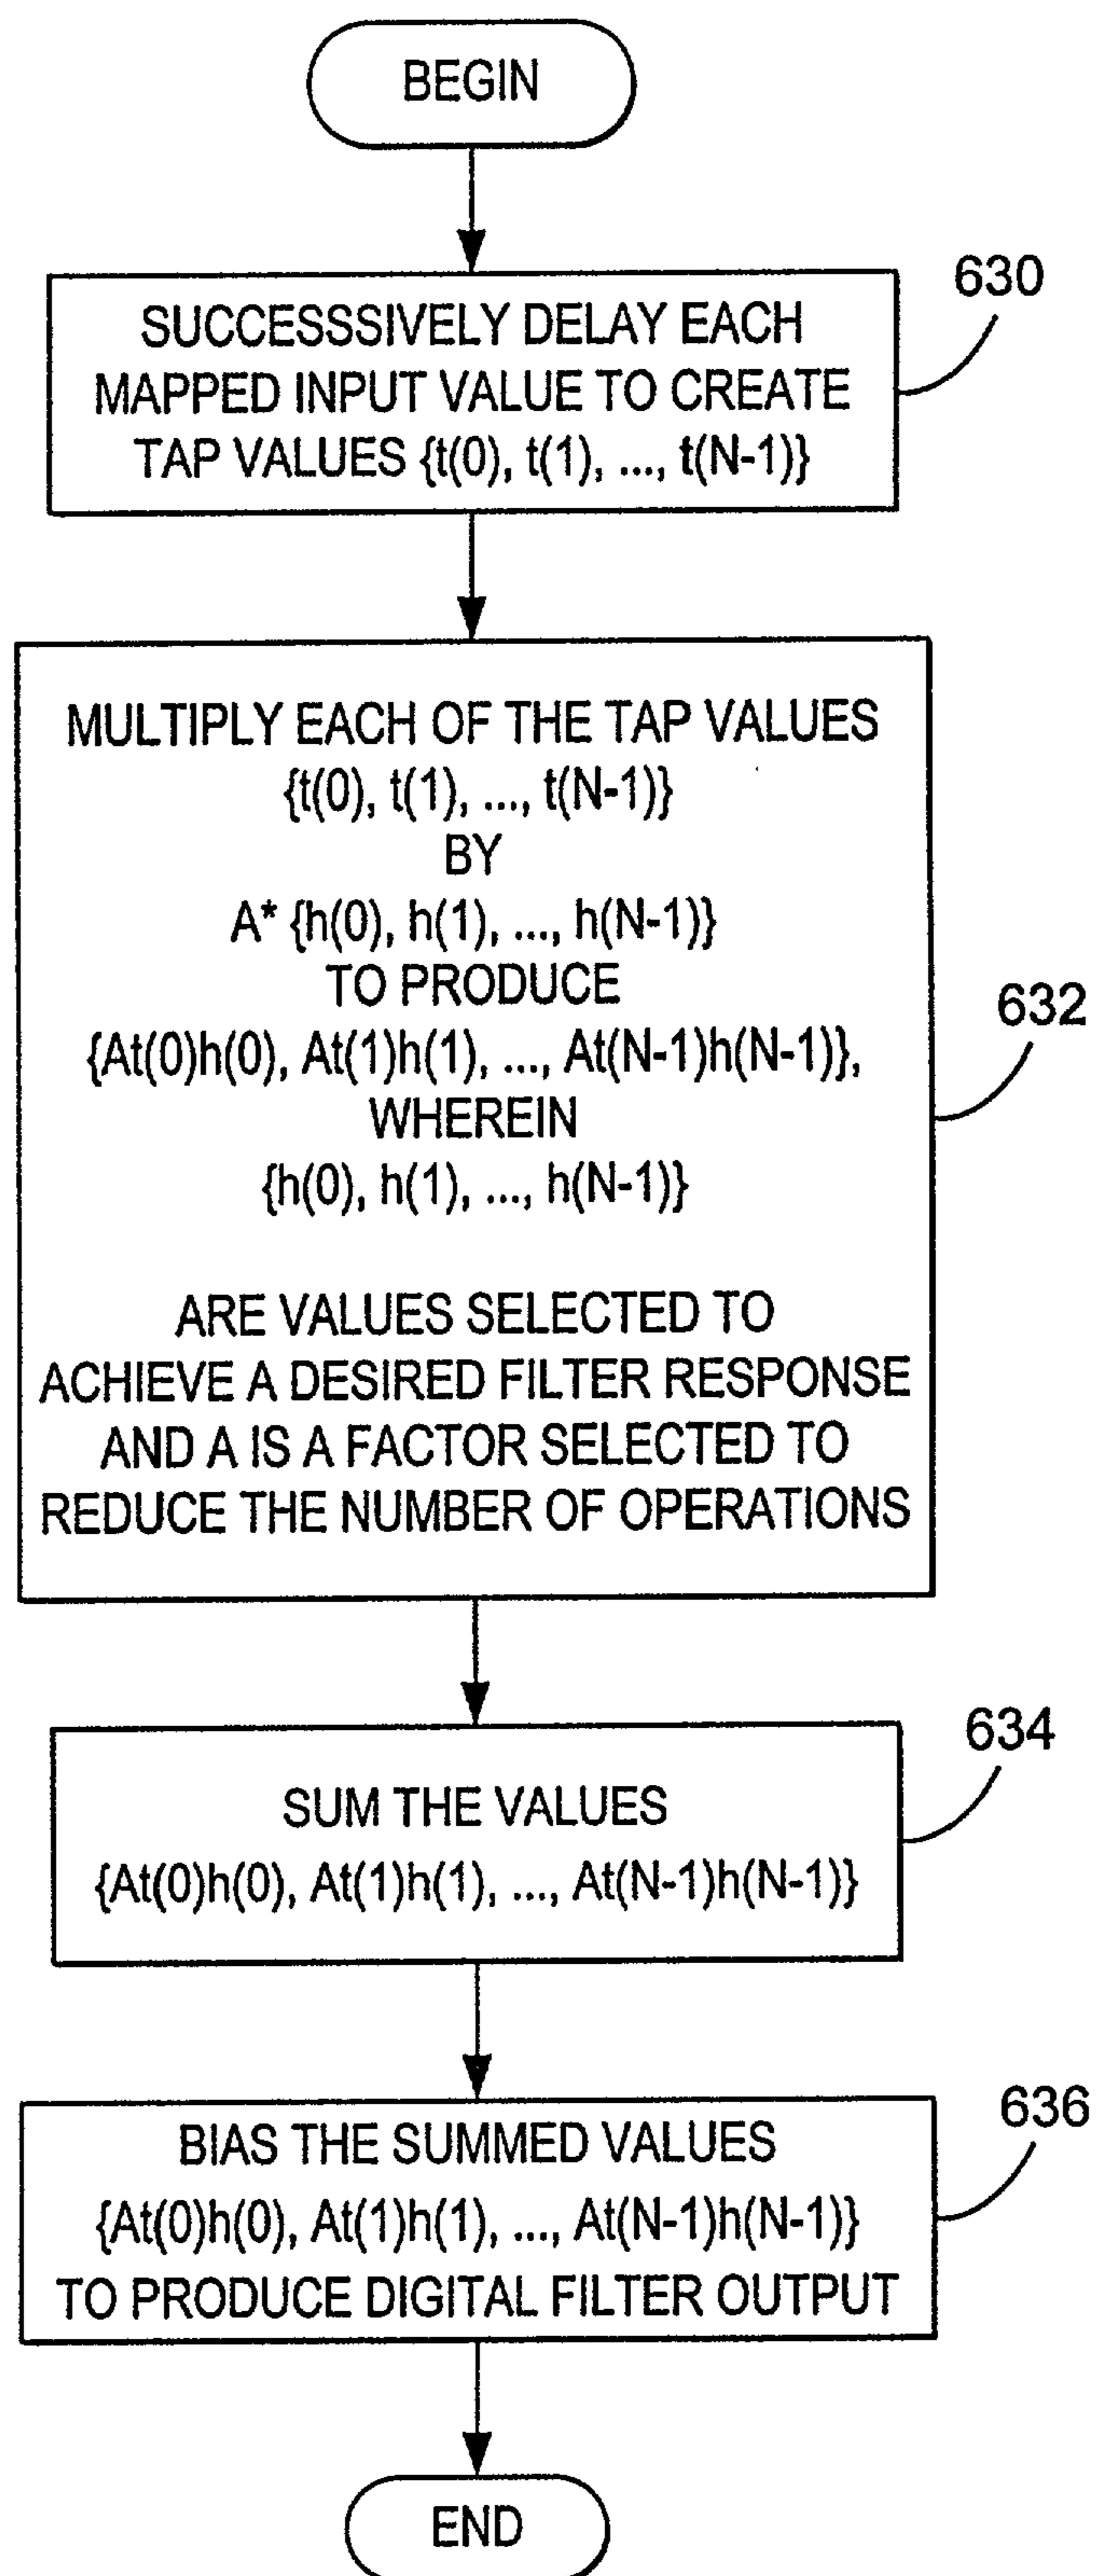 BEGIN
630
SUCCESSSIVELY DELAY EACH
MAPPED INPUT VALUE TO CREATE
TAP VALUES {t(0), t(1), ..., t(N-1)}
MULTIPLY EACH OF THE TAP VALUES
{t(0), t(1), ..., t(N-1)}
BY
A* {h(0), h(1), ..., h(N-1)}
TO PRODUCE
632
{At(0)h(0), At(1)h(1), ..., At(N-1)h(N-1)},
WHEREIN
{h(0), h(1), ..., h(N-1)}
ARE VALUES SELECTED TO
ACHIEVE A DESIRED FILTER RESPONSE
AND A IS A FACTOR SELECTED TO
REDUCE THE NUMBER OF OPERATIONS
634
SUM THE VALUES
{At(0)h(0), At(1)h(1), ..., At(N-1)h(N-1)}
636
BIAS THE SUMMED VALUES
{At(0)h(0), At(1)h(1), ..., At(N-1)h(N-1)}
TO PRODUCE DIGITAL FILTER OUTPUT
END